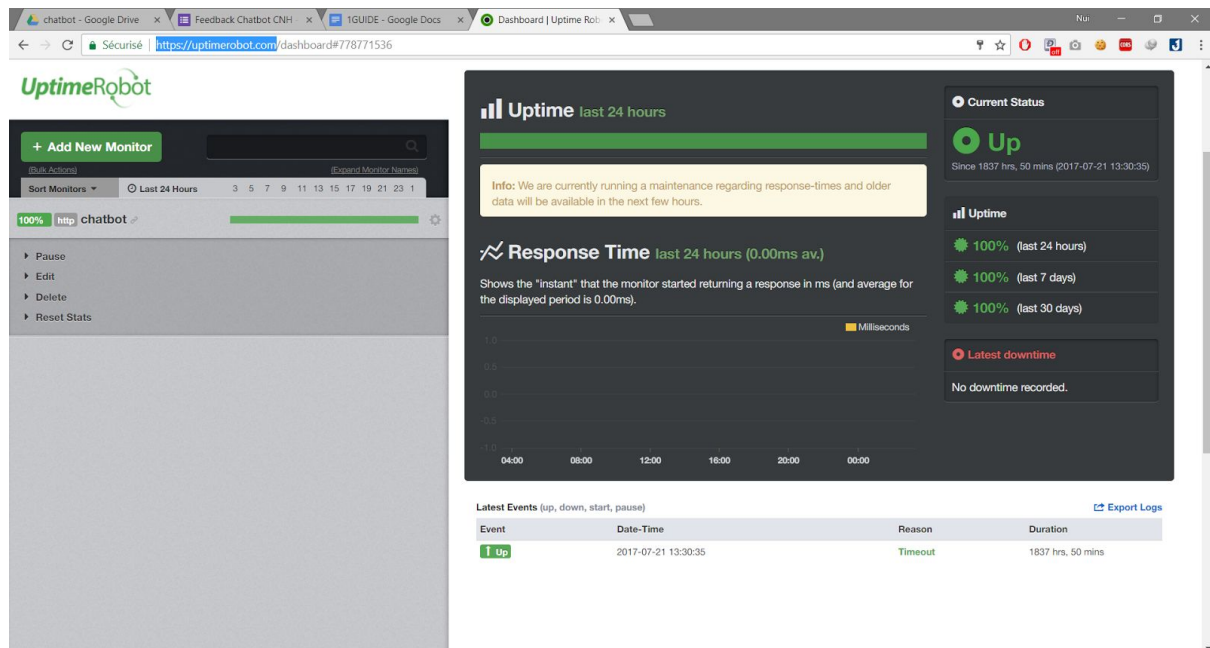 chatbot - Google Drive
Feedback Chatbot CNH
1GUIDE - Google Docs
Dashboard | Uptime Rob
Nur
Sécurisé | https://uptimerobot.com/dashboard#778771536
off
CORS
UptimeRobot
+ Add New Monitor
(Bulk Actions) (Expand Monitor Names)
Sort Monitors Last 24 Hours 3 5 7 9 11 13 15 17 19 21 23 1
100% http chatbot
Pause
Edit
Delete
Reset Stats
Uptime last 24 hours
Info: We are currently running a maintenance regarding response-times and older
data will be available in the next few hours.
Response Time last 24 hours (0.00ms av.)
Shows the "instant" that the monitor started returning a response in ms (and average for
the displayed period is 0.00ms).
Milliseconds
1.0
0.5
0.0
-0.5
-1.0
04:00 08:00 12:00 16:00 20:00 00:00
Current Status
Up
Since 1837 hrs, 50 mins (2017-07-21 13:30:35)
Uptime
100% (last 24 hours)
100% (last 7 days)
100% (last 30 days)
Latest downtime
No downtime recorded.
Latest Events (up, down, start, pause) Export Logs
Event Date-Time Reason Duration
Up 2017-07-21 13:30:35 Timeout 1837 hrs, 50 mins